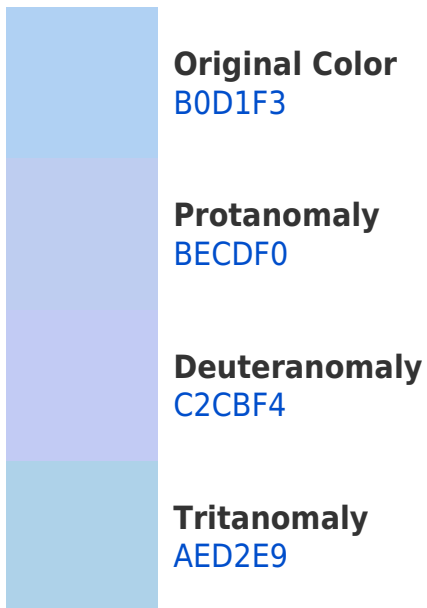 Original Color
B0D1F3
Protanomaly
BECDF0
Deuteranomaly
C2CBF4
Tritanomaly
AED2E9